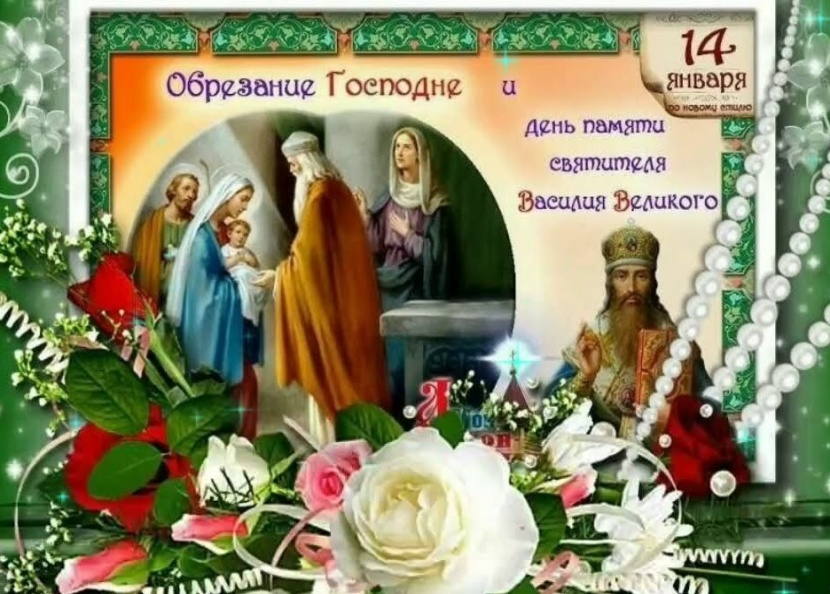 Обрезание Господне и
14
ЯНВАРЯ
по новому стилю
день памяти
святителя
Василия Великого